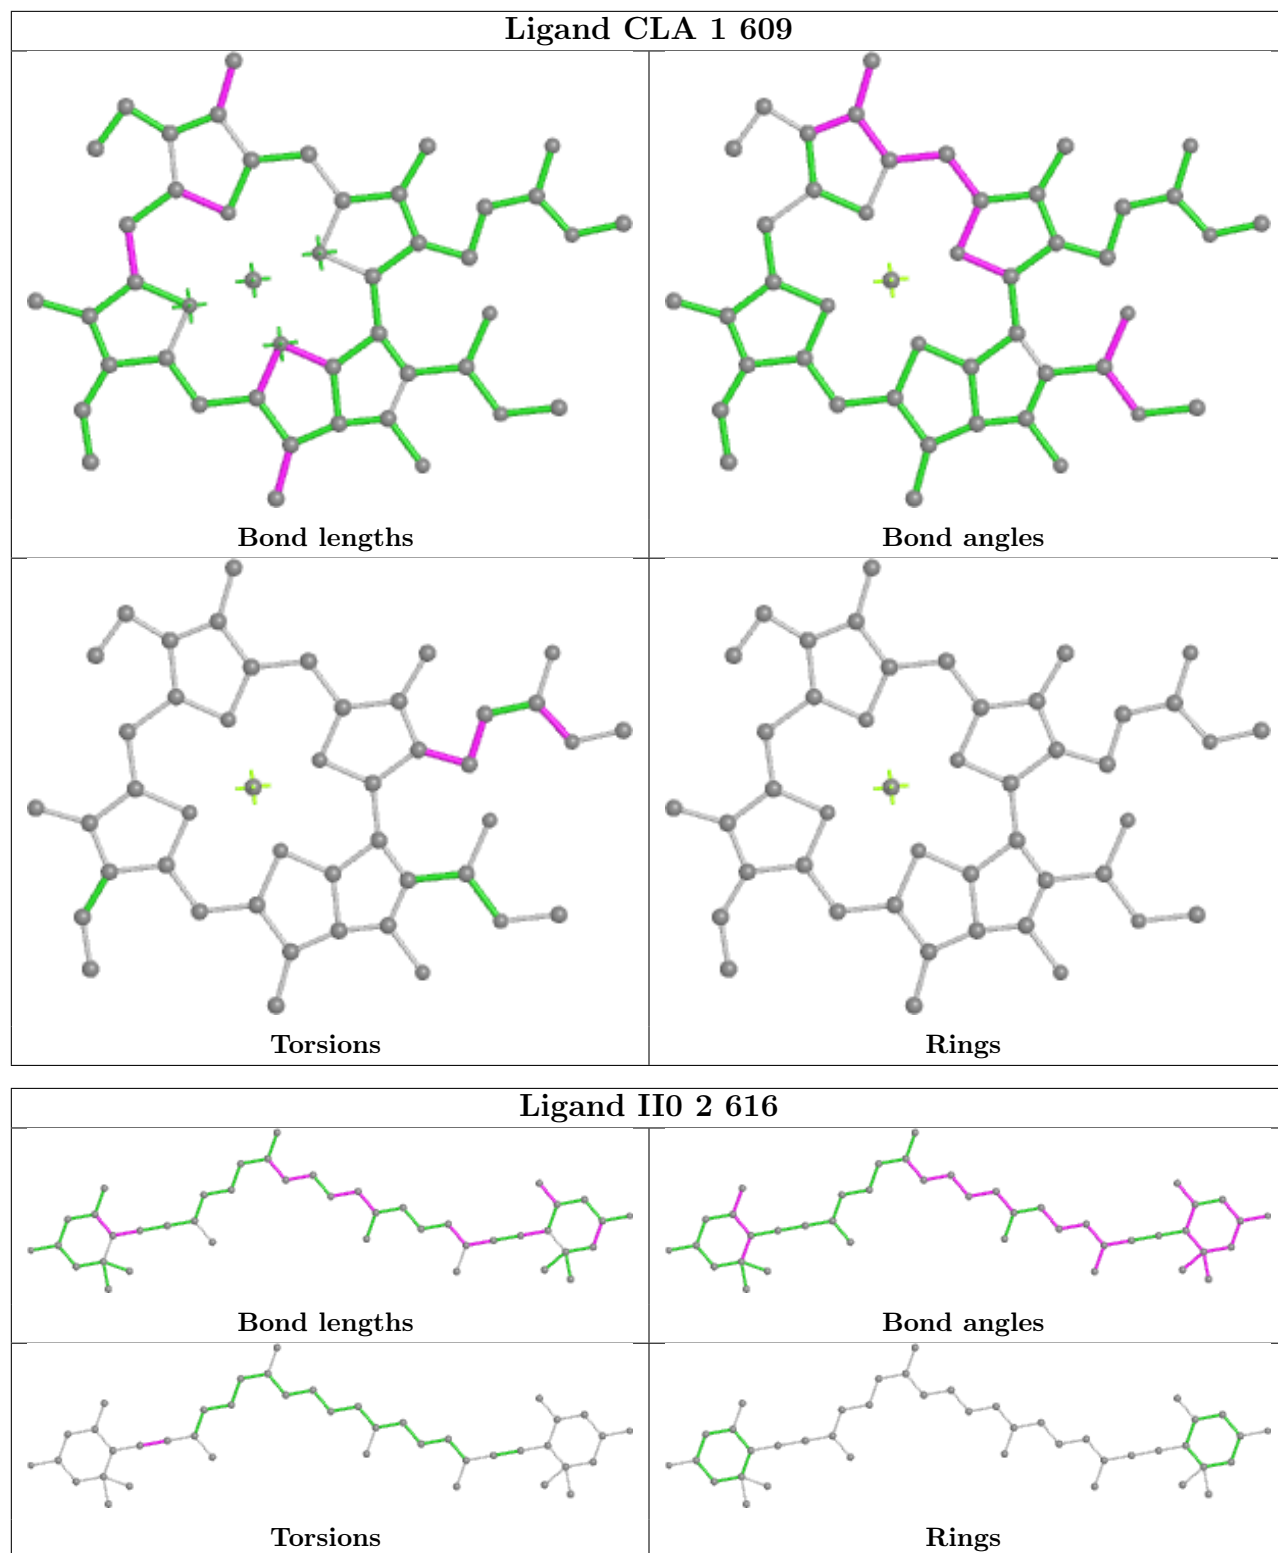 Ligand CLA 1 609
Bond lengths
Bond angles
Torsions
Rings
Ligand II0 2 616
Bond lengths
Bond angles
Torsions
Rings